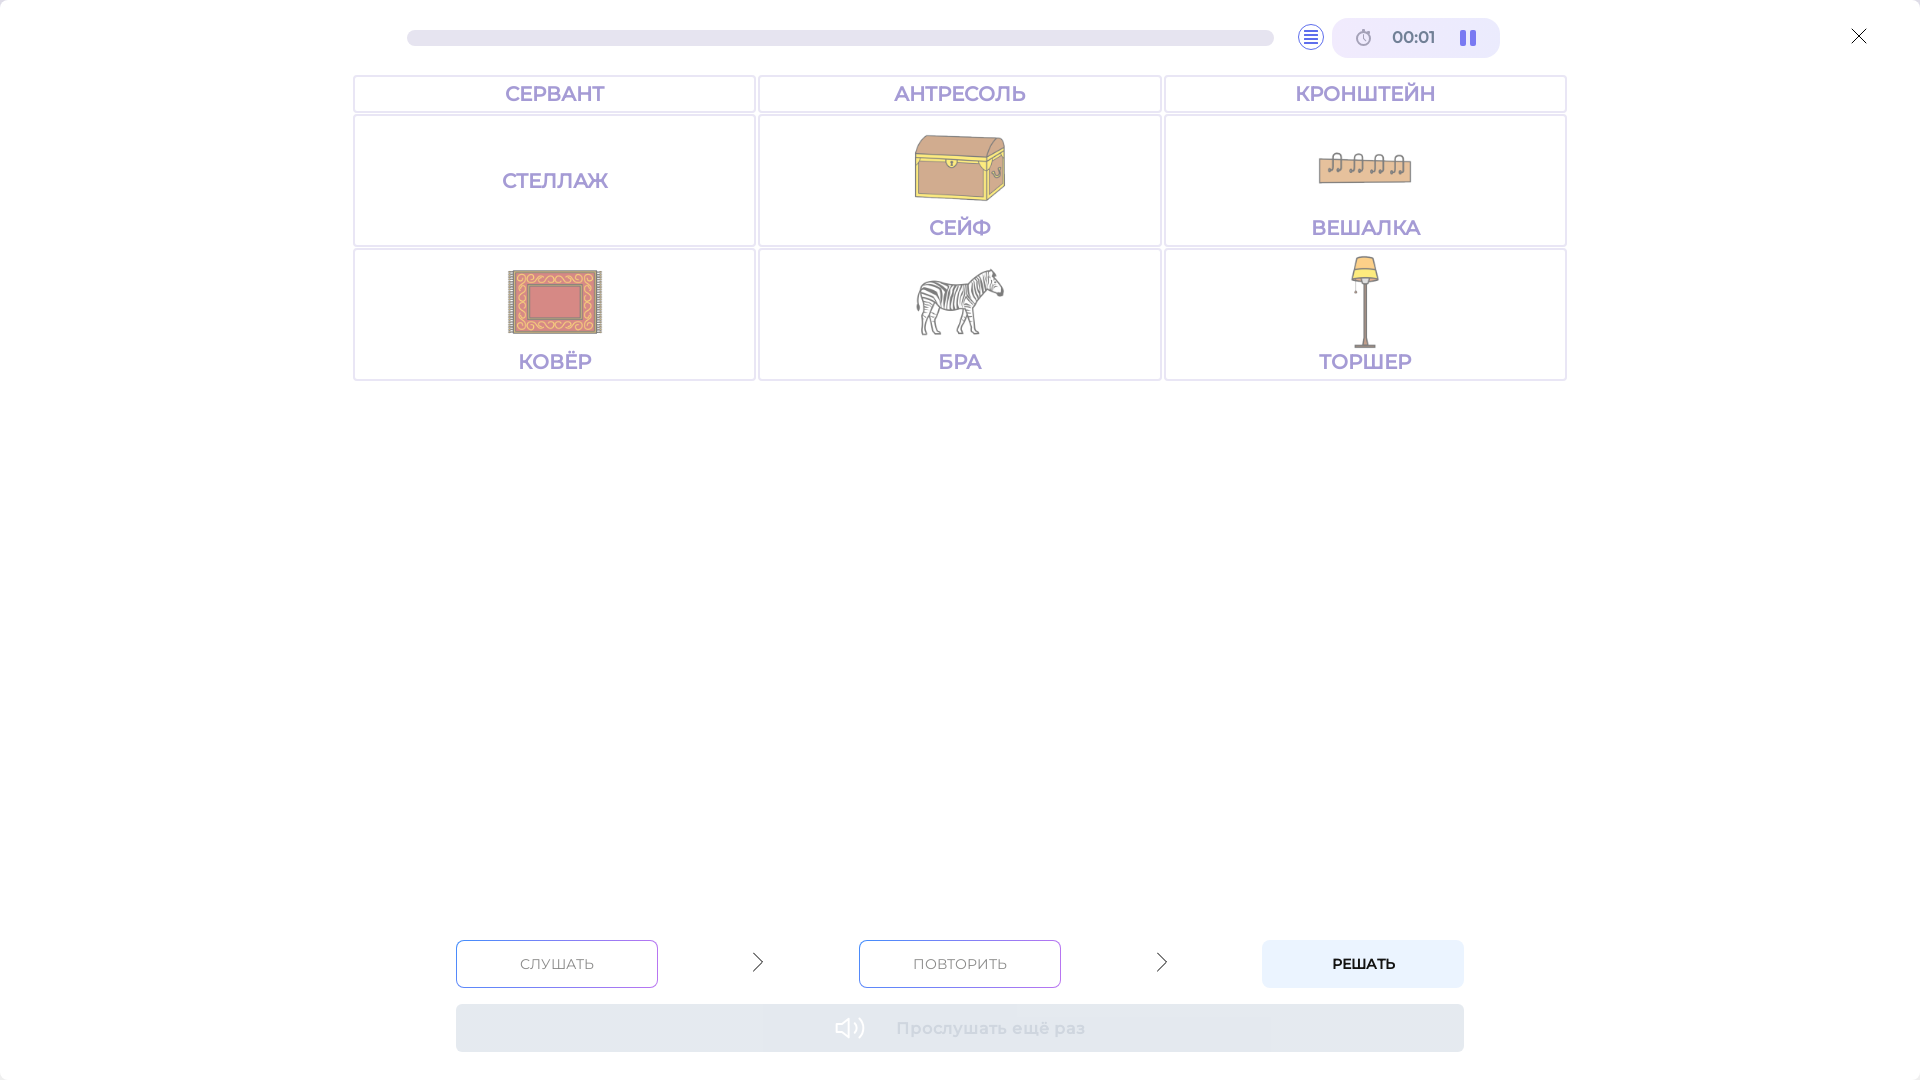 00:01
СЕРВАНТ
АНТРЕСОЛЬ
КРОНШТЕЙН
СТЕЛЛАЖ
СЕЙФ
ВЕШАЛКА
КОВЁР
БРА
ТОРШЕР
СЛУШАТЬ
ПОВТОРИТЬ
РЕШАТЬ
Прослушать ещё раз